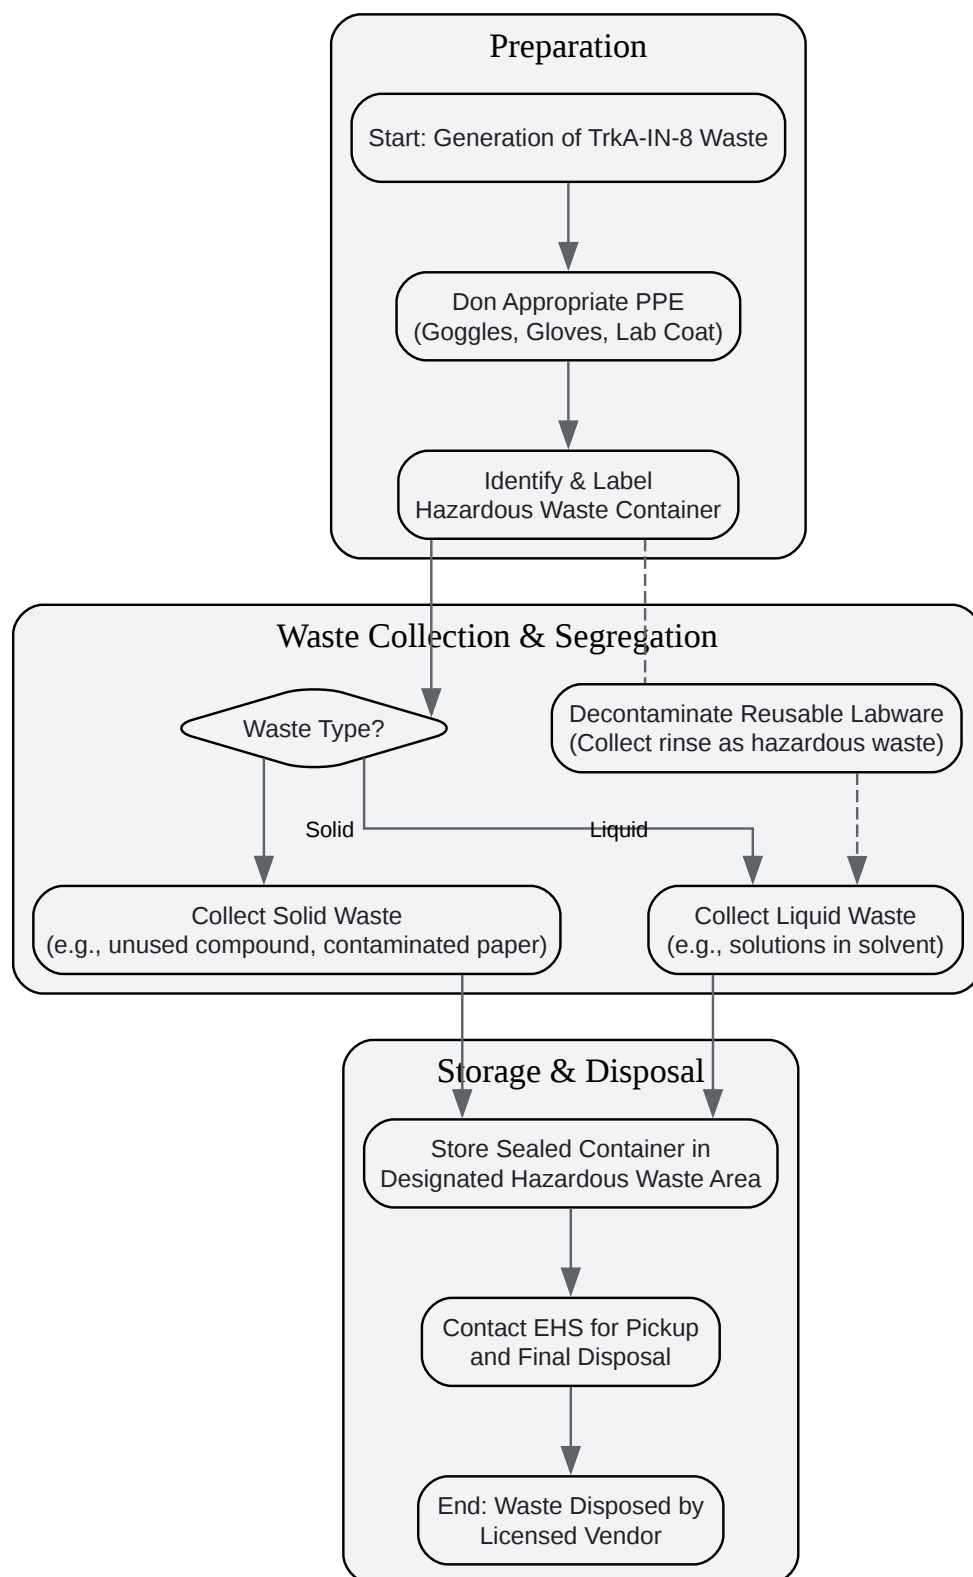 Preparation
Start: Generation of TrkA-IN-8 Waste
Don Appropriate PPE
(Goggles, Gloves, Lab Coat)
Identify & Label
Hazardous Waste Container
Waste Collection & Segregation
Waste Type?
Decontaminate Reusable Labware
(Collect rinse as hazardous waste)
Solid
Liquid
Collect Solid Waste
(e.g., unused compound, contaminated paper)
Collect Liquid Waste
(e.g., solutions in solvent)
Storage & Disposal
Store Sealed Container in
Designated Hazardous Waste Area
Contact EHS for Pickup
and Final Disposal
End: Waste Disposed by
Licensed Vendor